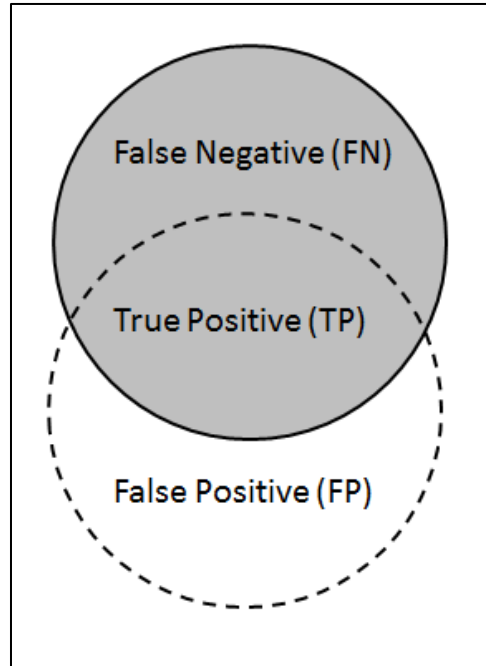 False Negative (FN)
True Positive (TP)
False Positive (FP)